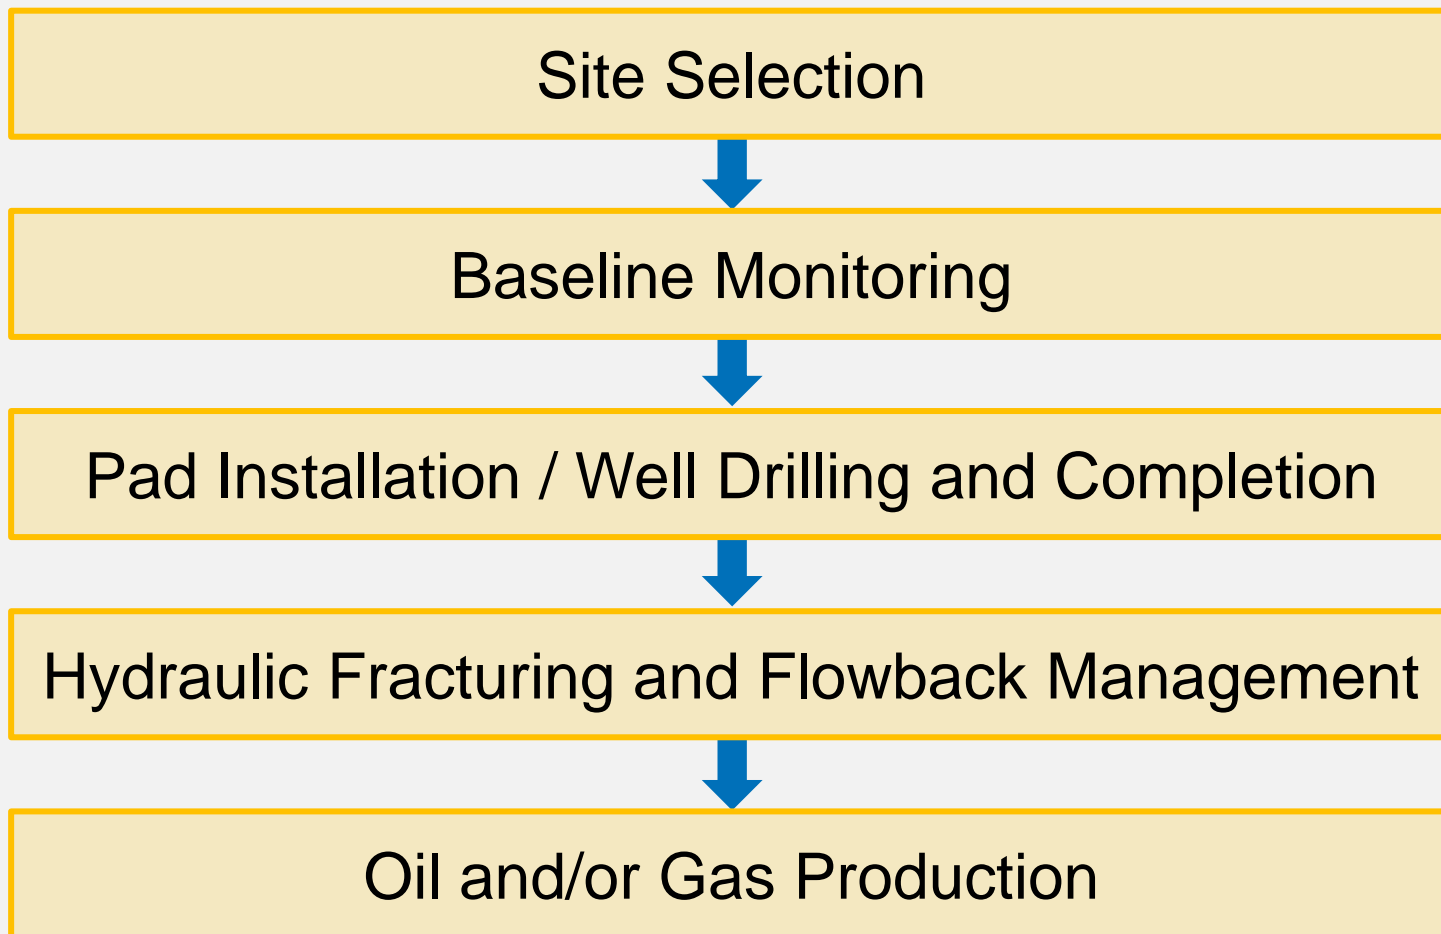 Site Selection
Baseline Monitoring
Pad Installation / Well Drilling and Completion
Hydraulic Fracturing and Flowback Management
Oil and/or Gas Production